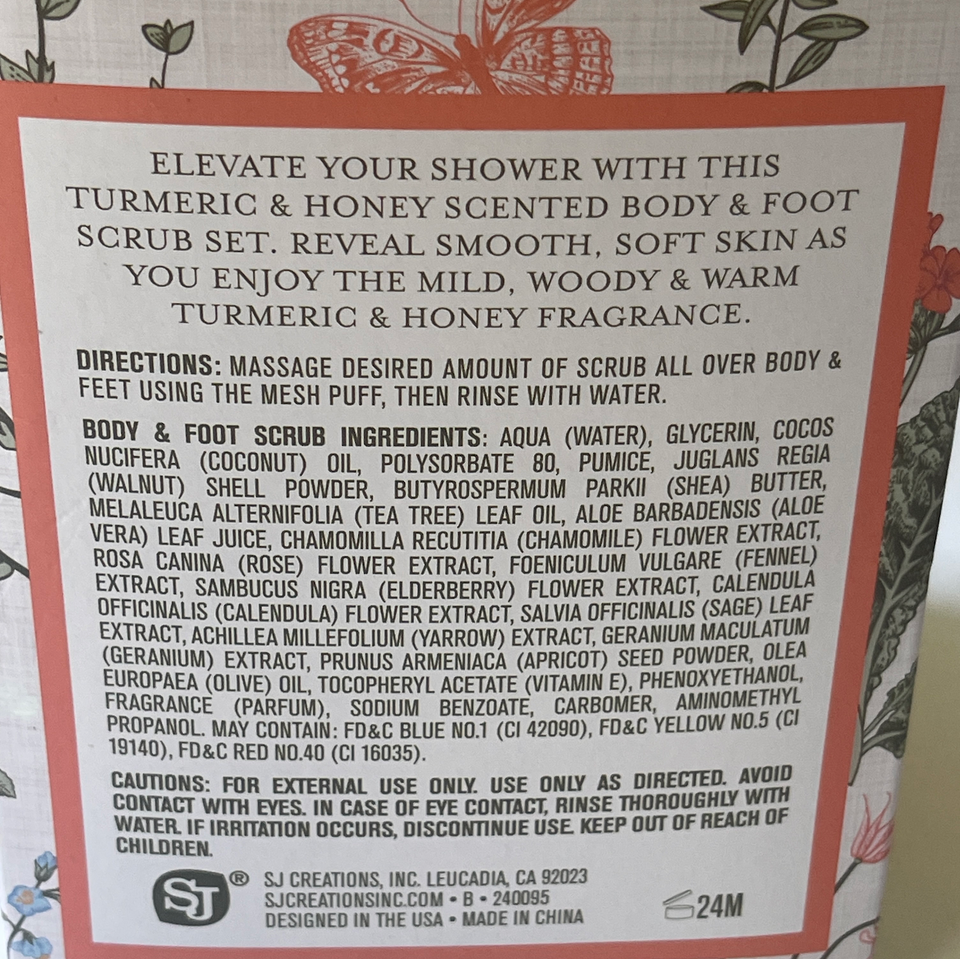 ELEVATE YOUR SHOWER WITH THIS
TURMERIC & HONEY SCENTED BODY & FOOT
SCRUB SET. REVEAL SMOOTH, SOFT SKIN AS
YOU ENJOY THE MILD, WOODY & WARM
TURMERIC & HONEY FRAGRANCE.
DIRECTIONS: MASSAGE DESIRED AMOUNT OF SCRUB ALL OVER BODY &
FEET USING THE MESH PUFF, THEN RINSE WITH WATER.
BODY & FOOT SCRUB INGREDIENTS: AQUA (WATER), GLYCERIN, COCOS
NUCIFERA (COCONUT) OIL, POLYSORBATE 80, PUMICE, JUGLANS REGIA
(WALNUT) SHELL POWDER, BUTYROSPERMUM PARKII (SHEA) BUTTER,
MELALEUCA ALTERNIFOLIA (TEA TREE) LEAF OIL, ALOE BARBADENSIS (ALOE
VERA) LEAF JUICE, CHAMOMILLA RECUTITIA (CHAMOMILE) FLOWER EXTRACT,
ROSA CANINA (ROSE) FLOWER EXTRACT, FOENICULUM VULGARE (FENNEL)
EXTRACT, SAMBUCUS NIGRA (ELDERBERRY) FLOWER EXTRACT, CALENDULA
OFFICINALIS (CALENDULA) FLOWER EXTRACT, SALVIA OFFICINALIS (SAGE) LEAF
EXTRACT, ACHILLEA MILLEFOLIUM (YARROW) EXTRACT, GERANIUM MACULATUM
(GERANIUM) EXTRACT, PRUNUS ARMENIACA (APRICOT) SEED POWDER, OLEA
EUROPAEA (OLIVE) OIL, TOCOPHERYL ACETATE (VITAMIN E), PHENOXYETHANOL,
FRAGRANCE (PARFUM), SODIUM BENZOATE, CARBOMER, AMINOMETHYL
PROPANOL. MAY CONTAIN: FD&C BLUE NO.1 (CI 42090), FD&C YELLOW NO.5 (CI
19140), FD&C RED NO.40 (CI 16035).
CAUTIONS: FOR EXTERNAL USE ONLY. USE ONLY AS DIRECTED. AVOID
CONTACT WITH EYES. IN CASE OF EYE CONTACT, RINSE THOROUGHLY WITH
WATER. IF IRRITATION OCCURS, DISCONTINUE USE. KEEP OUT OF REACH OF
CHILDREN.
SJ®
SJ CREATIONS, INC. LEUCADIA, CA 92023
SJCREATIONSINC.COM • B • 240095
DESIGNED IN THE USA • MADE IN CHINA
24M